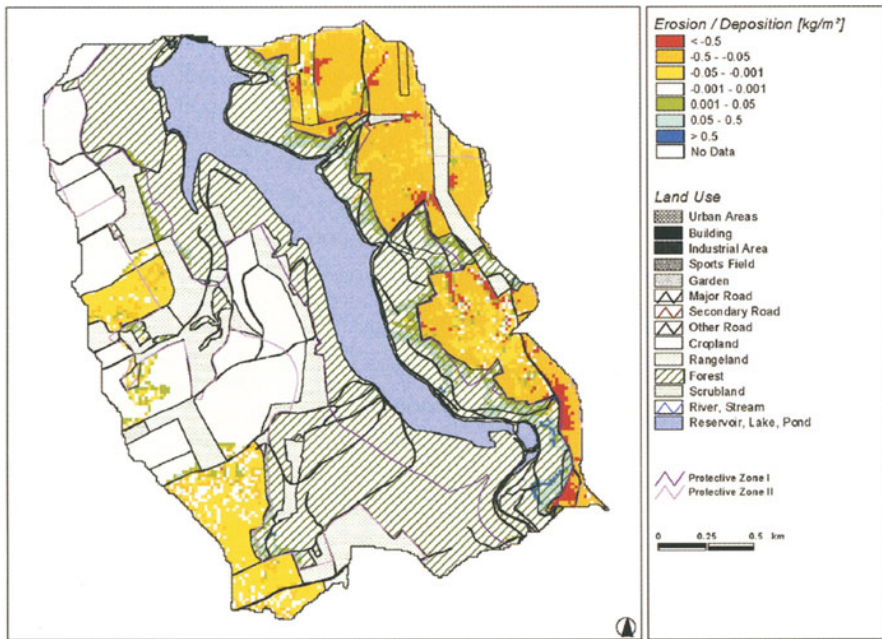 Erosion / Deposition [kg/m²]
< -0.5
-0.5 - -0.05
-0.05 - -0.001
-0.001 - 0.001
0.001 - 0.05
0.05 - 0.5
> 0.5
No Data
Land Use
Urban Areas
Building
Industrial Area
Sports Field
Garden
Major Road
Secondary Road
Other Road
Cropland
Rangeland
Forest
Scrubland
River, Stream
Reservoir, Lake, Pond
Protective Zone I
Protective Zone II
0 0.25 0.5 km